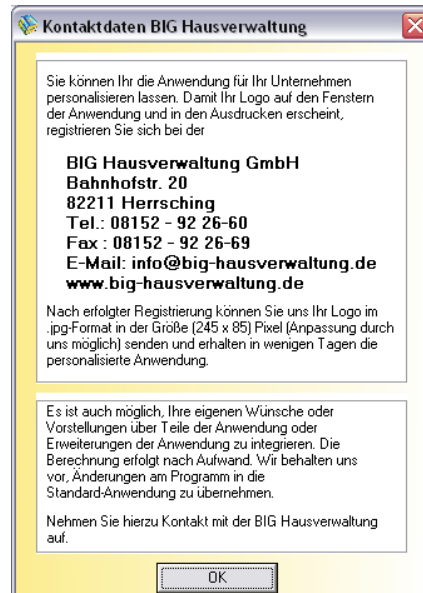 Kontaktdaten BIG Hausverwaltung
Sie können Ihr die Anwendung für Ihr Unternehmen
personalisieren lassen. Damit Ihr Logo auf den Fenstern
der Anwendung und in den Ausdrucken erscheint,
registrieren Sie sich bei der
BIG Hausverwaltung GmbH
Bahnhofstr. 20
82211 Herrsching
Tel.: 08152 - 92 26-60
Fax : 08152 - 92 26-69
E-Mail: info@big-hausverwaltung.de
www.big-hausverwaltung.de
Nach erfolgter Registrierung können Sie uns Ihr Logo im
.jpg-Format in der Größe (245 x 85) Pixel (Anpassung durch
uns möglich) senden und erhalten in wenigen Tagen die
personalisierte Anwendung.
Es ist auch möglich, Ihre eigenen Wünsche oder
Vorstellungen über Teile der Anwendung oder
Erweiterungen der Anwendung zu integrieren. Die
Berechnung erfolgt nach Aufwand. Wir behalten uns
vor, Änderungen am Programm in die
Standard-Anwendung zu übernehmen.
Nehmen Sie hierzu Kontakt mit der BIG Hausverwaltung
auf.
OK